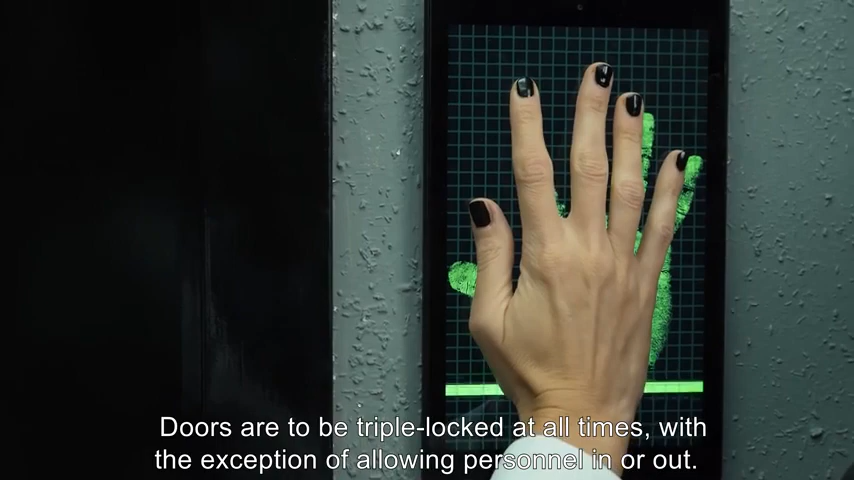 Doors are to be triple-locked at all times, with
the exception of allowing personnel in or out.